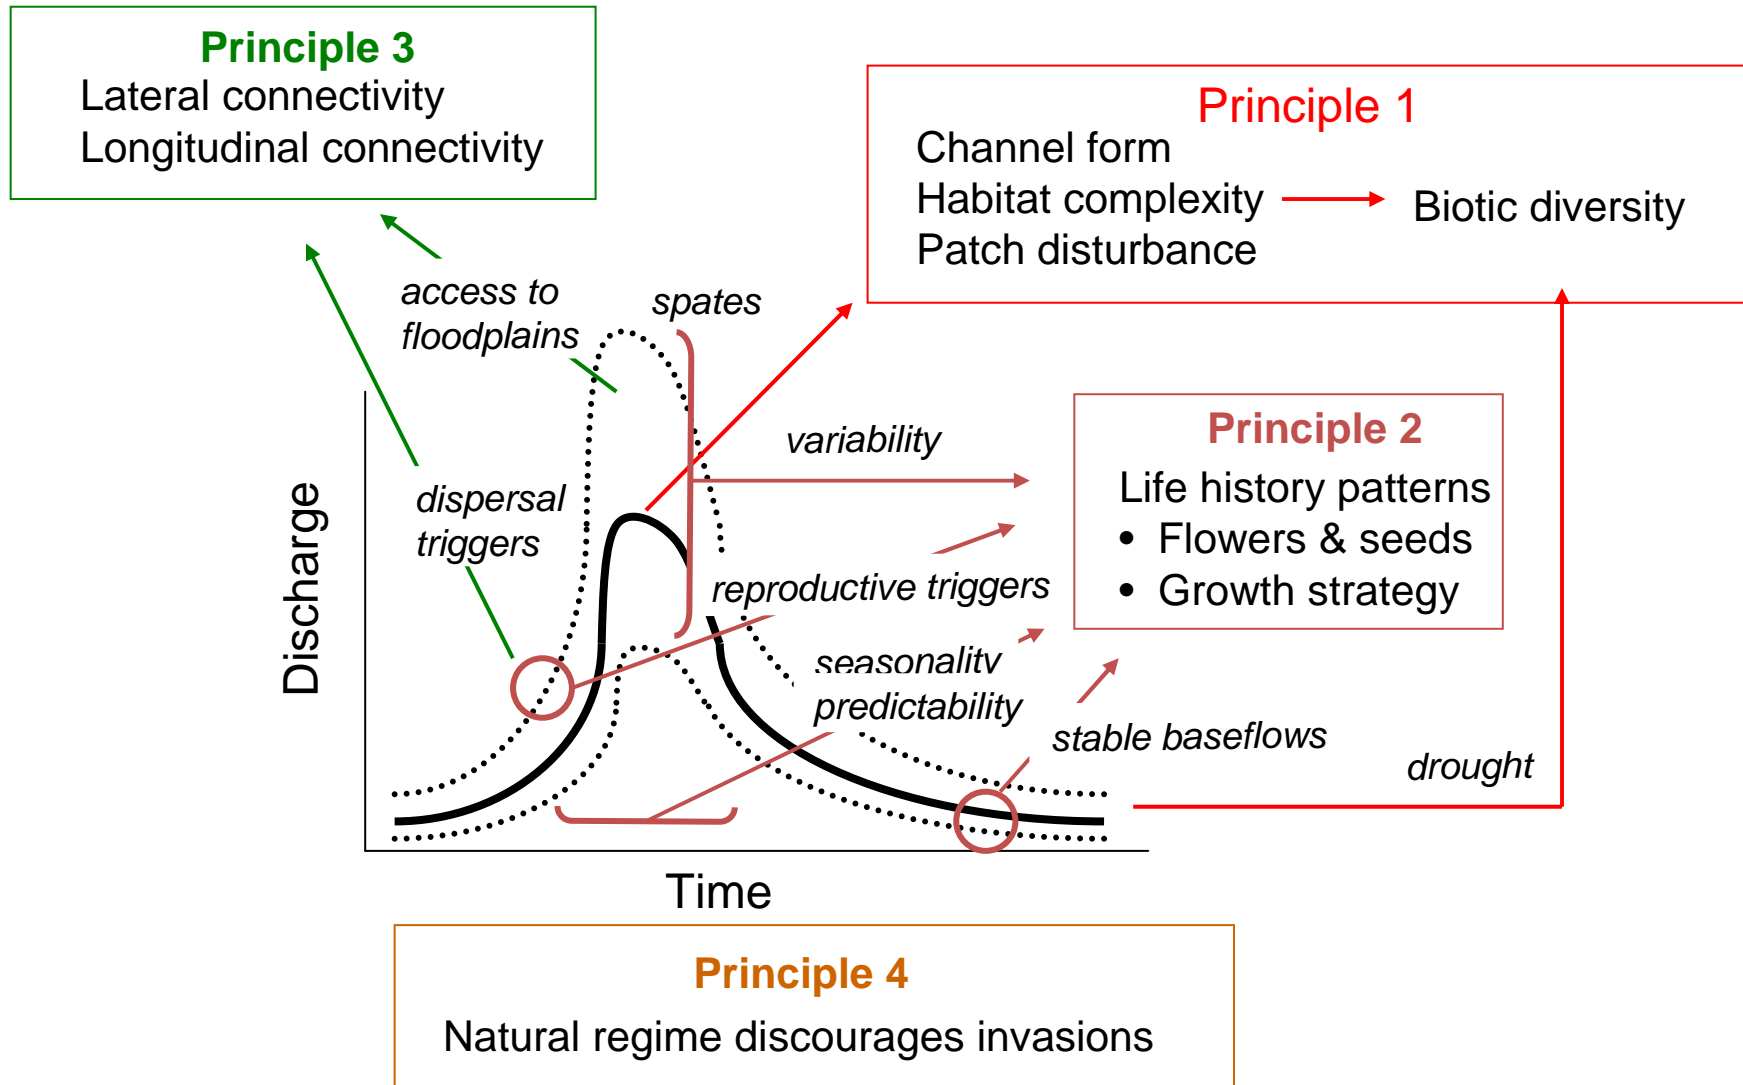 Principle 3
Lateral connectivity
Longitudinal connectivity
Principle 1
Channel form
Habitat complexity
Patch disturbance
Biotic diversity
access to
floodplains
spates
variability
Principle 2
Life history patterns
• Flowers & seeds
• Growth strategy
dispersal
triggers
reproductive triggers
seasonality
predictability
stable baseflows
drought
Discharge
Time
Principle 4
Natural regime discourages invasions